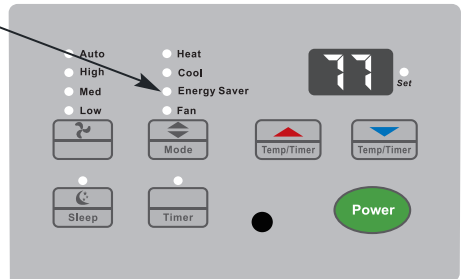 Auto
High
Med
Low
Heat
Cool
Energy Saver
Fan
77
Set
Mode
Temp/Timer
Temp/Timer
Sleep
Timer
Power